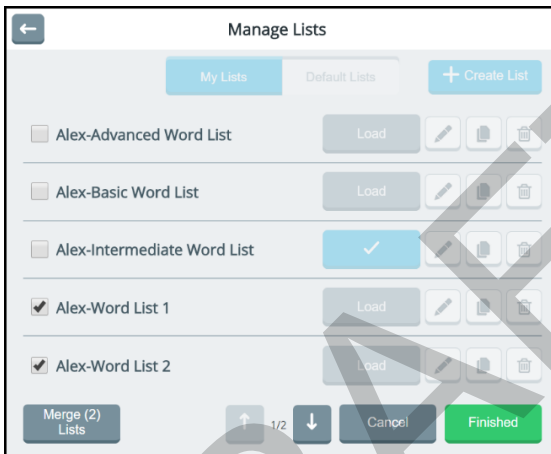 Manage Lists
My Lists Default Lists + Create List
Alex-Advanced Word List Load
Alex-Basic Word List Load
Alex-Intermediate Word List
Alex-Word List 1 Load
Alex-Word List 2 Load
Merge (2)
Lists
1/2 Cancel Finished